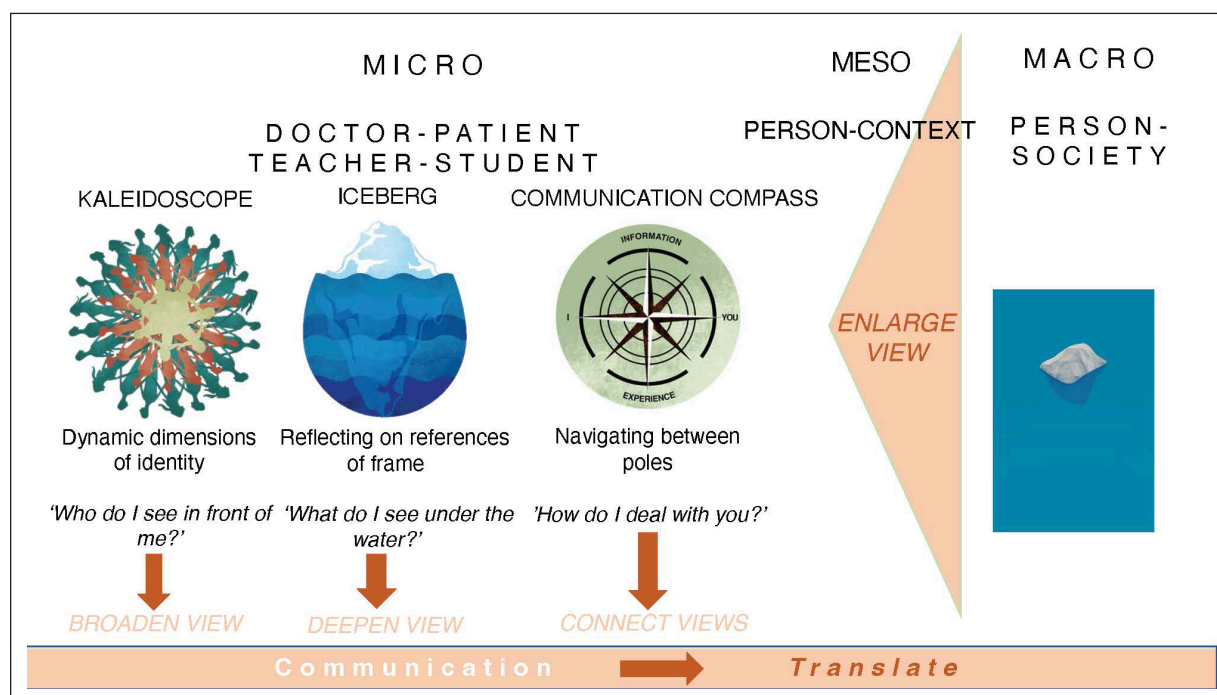 MICRO
MESO
MACRO
DOCTOR-PATIENT
TEACHER-STUDENT
PERSON-CONTEXT
PERSON-
SOCIETY
KALEIDOSCOPE
ICEBERG
COMMUNICATION COMPASS
INFORMATION
I
YOU
EXPERIENCE
ENLARGE
VIEW
Dynamic dimensions
of identity
Reflecting on references
of frame
Navigating between
poles
'Who do I see in front of
me?'
'What do I see under the
water?'
’How do I deal with you?’
BROADEN VIEW
DEEPEN VIEW
CONNECT VIEWS
Communication
Translate